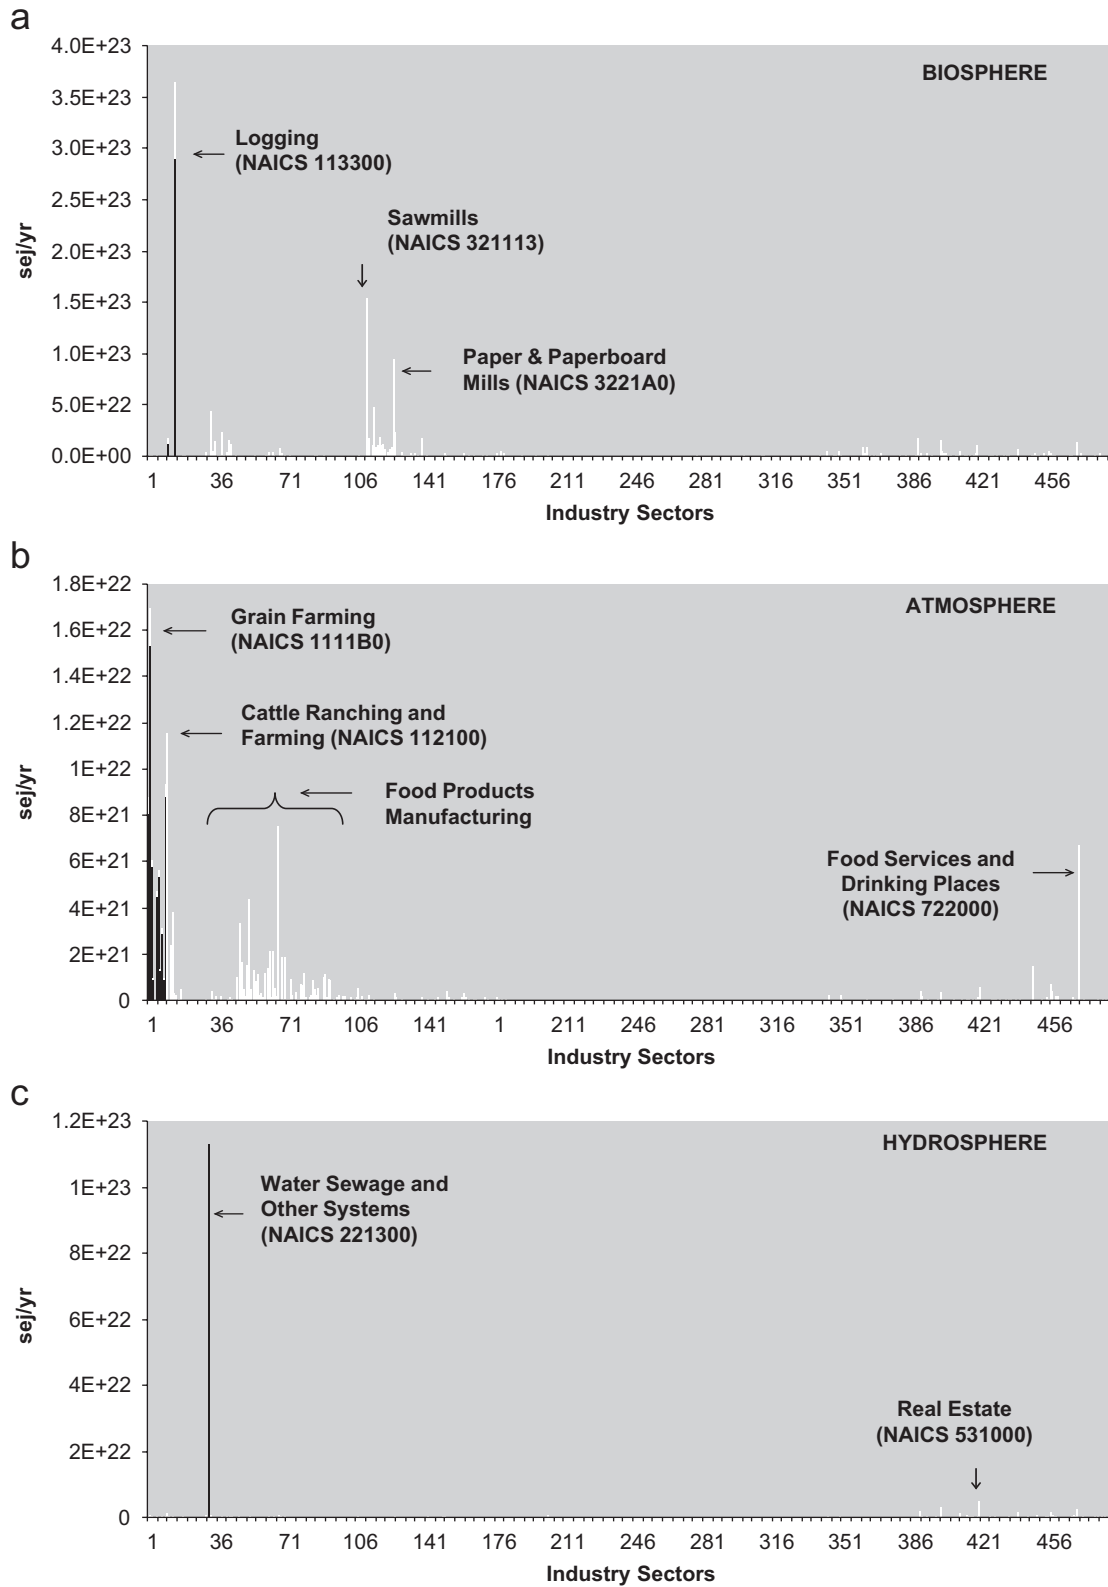 a
4.0E+23
3.5E+23
3.0E+23
2.5E+23
2.0E+23
1.5E+23
1.0E+23
5.0E+22
0.0E+00
sej/yr
BIOSPHERE
Logging
(NAICS 113300)
Sawmills
(NAICS 321113)
Paper & Paperboard
Mills (NAICS 3221A0)
1 36 71 106 141 176 211 246 281 316 351 386 421 456
Industry Sectors
b
1.8E+22
1.6E+22
1.4E+22
1.2E+22
1E+22
8E+21
6E+21
4E+21
2E+21
0
sej/yr
ATMOSPHERE
Grain Farming
(NAICS 1111B0)
Cattle Ranching and
Farming (NAICS 112100)
Food Products
Manufacturing
Food Services and
Drinking Places
(NAICS 722000)
1 36 71 106 141 1 211 246 281 316 351 386 421 456
Industry Sectors
c
1.2E+23
1E+23
8E+22
6E+22
4E+22
2E+22
0
sej/yr
HYDROSPHERE
Water Sewage and
Other Systems
(NAICS 221300)
Real Estate
(NAICS 531000)
1 36 71 106 141 176 211 246 281 316 351 386 421 456
Industry Sectors